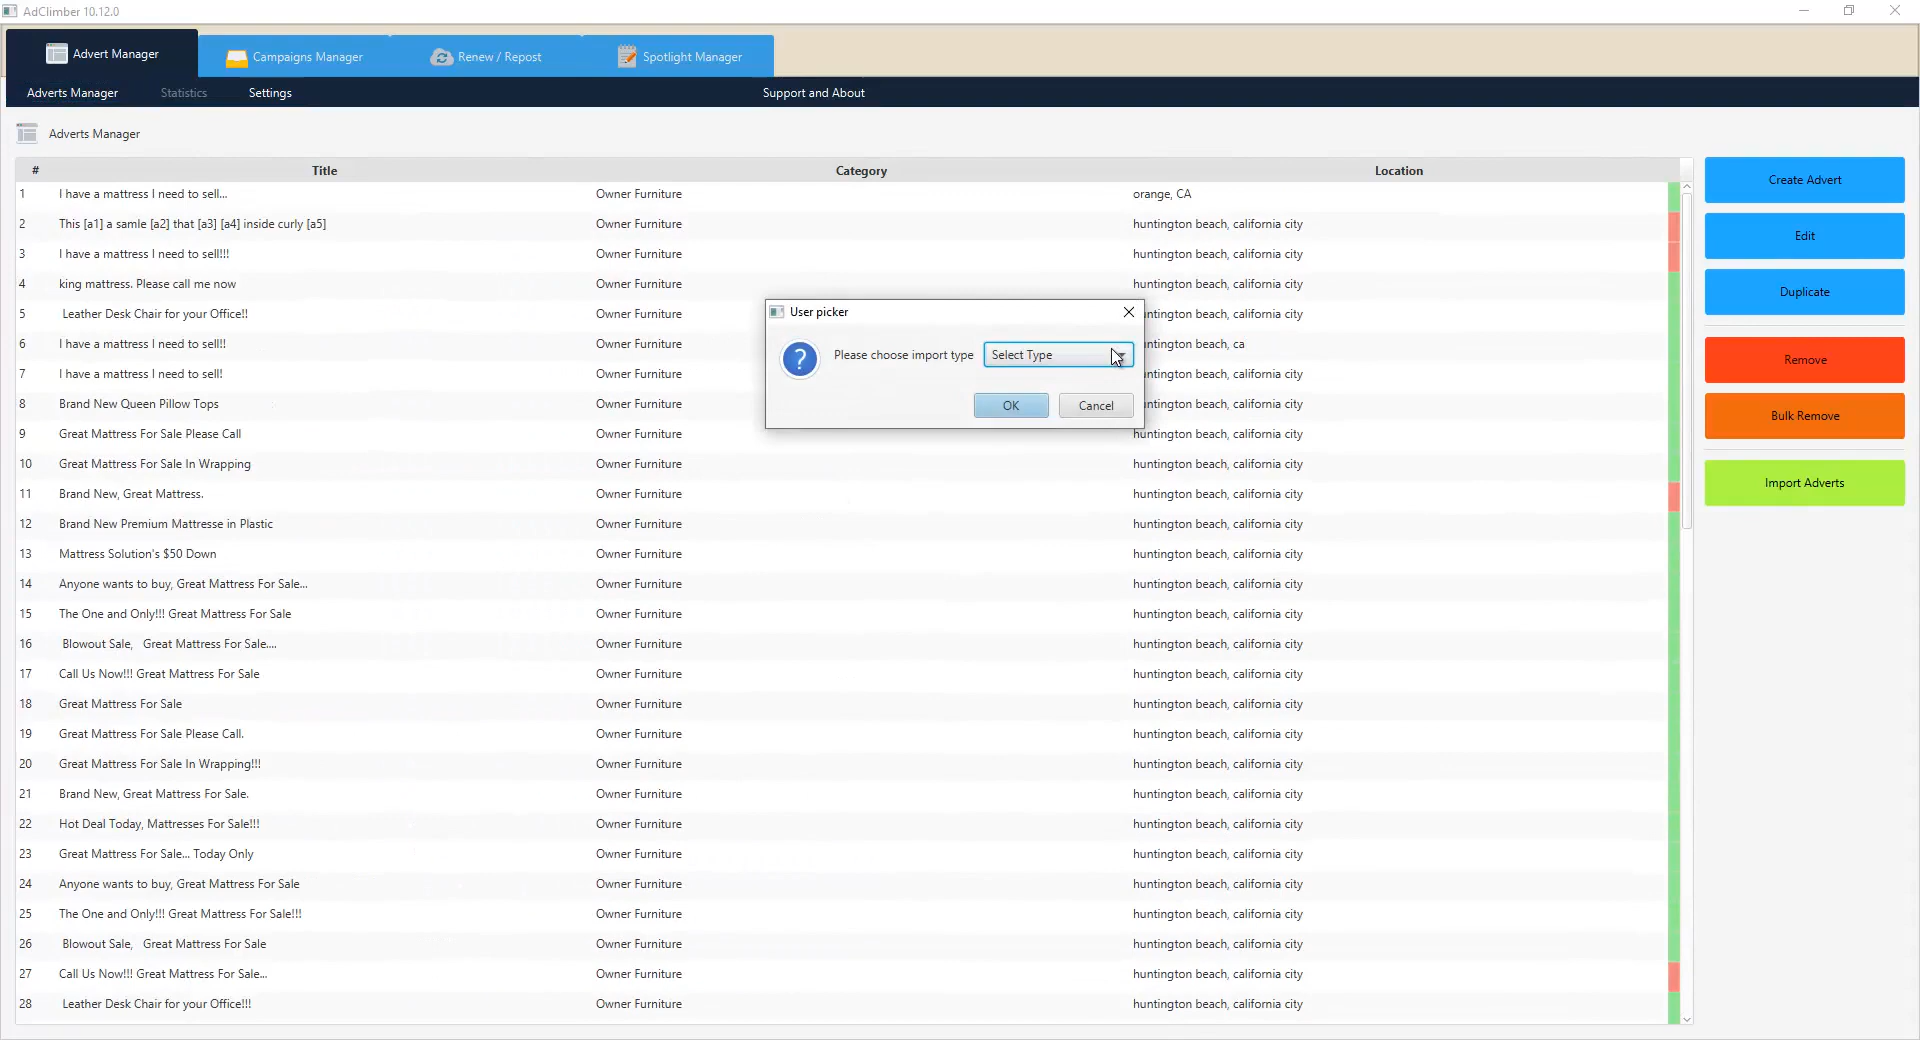 AdClimber 10.12.0
Advert Manager
Campaigns Manager
Renew / Repost
Spotlight Manager
Adverts Manager
Statistics
Settings
Support and About
Adverts Manager
# Title Category Location
1 I have a mattress I need to sell... Owner Furniture orange, CA
2 This [a1] a samle [a2] that [a3] [a4] inside curly [a5] Owner Furniture huntington beach, california city
3 I have a mattress I need to sell!!! Owner Furniture huntington beach, california city
4 king mattress. Please call me now Owner Furniture huntington beach, california city
5 Leather Desk Chair for your Office!! Owner Furniture untington beach, california city
6 I have a mattress I need to sell!! Owner Furniture untington beach, ca
7 I have a mattress I need to sell! Owner Furniture untington beach, california city
8 Brand New Queen Pillow Tops Owner Furniture untington beach, california city
9 Great Mattress For Sale Please Call Owner Furniture huntington beach, california city
10 Great Mattress For Sale In Wrapping Owner Furniture huntington beach, california city
11 Brand New, Great Mattress. Owner Furniture huntington beach, california city
12 Brand New Premium Mattresse in Plastic Owner Furniture huntington beach, california city
13 Mattress Solution's $50 Down Owner Furniture huntington beach, california city
14 Anyone wants to buy, Great Mattress For Sale... Owner Furniture huntington beach, california city
15 The One and Only!!! Great Mattress For Sale Owner Furniture huntington beach, california city
16 Blowout Sale, Great Mattress For Sale.... Owner Furniture huntington beach, california city
17 Call Us Now!!! Great Mattress For Sale Owner Furniture huntington beach, california city
18 Great Mattress For Sale Owner Furniture huntington beach, california city
19 Great Mattress For Sale Please Call. Owner Furniture huntington beach, california city
20 Great Mattress For Sale In Wrapping!!! Owner Furniture huntington beach, california city
21 Brand New, Great Mattress For Sale. Owner Furniture huntington beach, california city
22 Hot Deal Today, Mattresses For Sale!!! Owner Furniture huntington beach, california city
23 Great Mattress For Sale... Today Only Owner Furniture huntington beach, california city
24 Anyone wants to buy, Great Mattress For Sale Owner Furniture huntington beach, california city
25 The One and Only!!! Great Mattress For Sale!!! Owner Furniture huntington beach, california city
26 Blowout Sale, Great Mattress For Sale Owner Furniture huntington beach, california city
27 Call Us Now!!! Great Mattress For Sale... Owner Furniture huntington beach, california city
28 Leather Desk Chair for your Office!!! Owner Furniture huntington beach, california city
User picker
?
Please choose import type
Select Type
OK
Cancel
Create Advert
Edit
Duplicate
Remove
Bulk Remove
Import Adverts